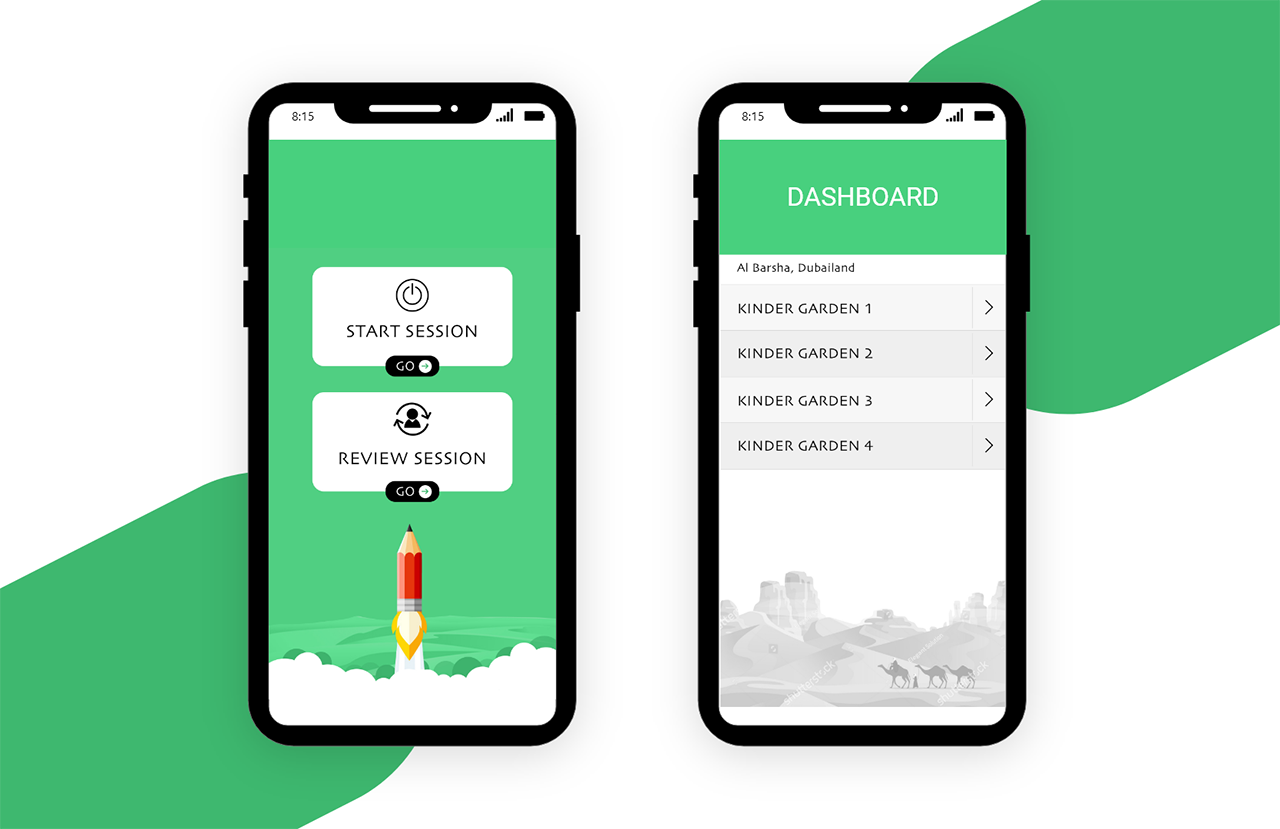 8:15
START SESSION
GO
REVIEW SESSION
GO
8:15
DASHBOARD
Al Barsha, Dubailand
KINDER GARDEN 1
KINDER GARDEN 2
KINDER GARDEN 3
KINDER GARDEN 4
shutterstock